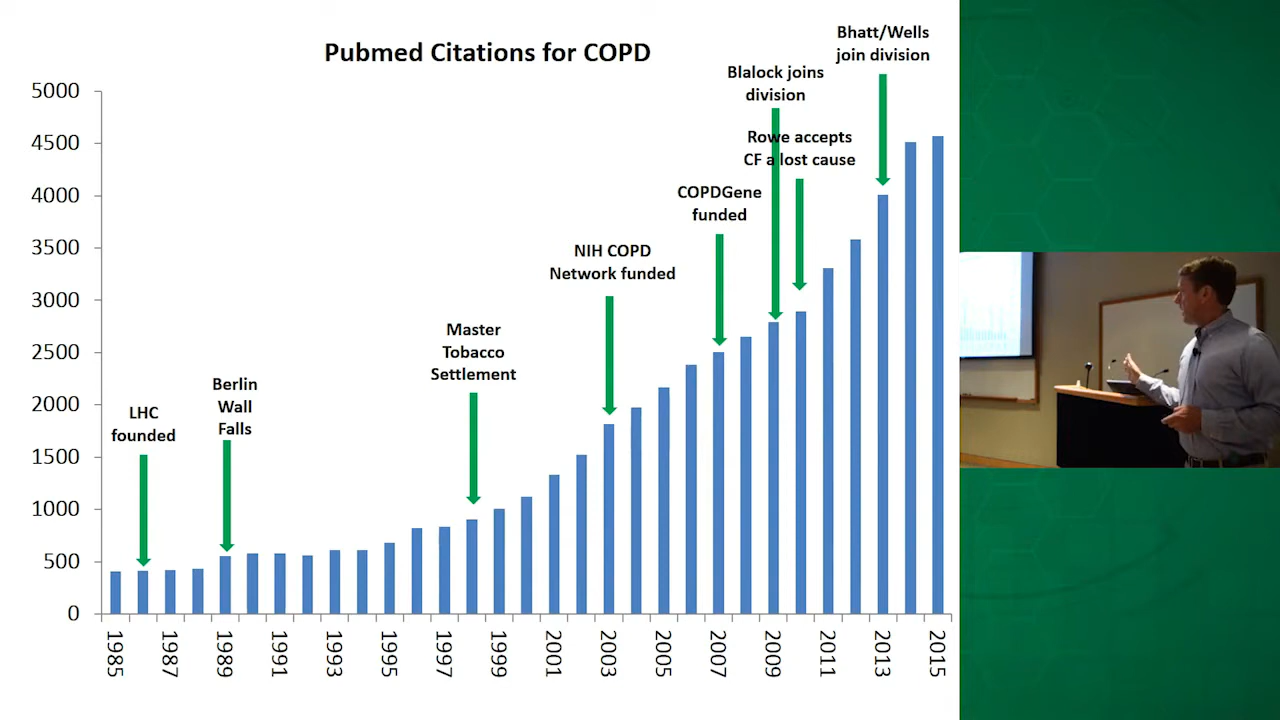 Pubmed Citations for COPD
Bhatt/Wells
join division
Blalock joins
division
Rowe accepts
CF a lost cause
COPDGene
funded
NIH COPD
Network funded
Master
Tobacco
Settlement
Berlin
Wall
Falls
LHC
founded
5000
4500
4000
3500
3000
2500
2000
1500
1000
500
0
1985
1987
1989
1991
1993
1995
1997
1999
2001
2003
2005
2007
2009
2011
2013
2015